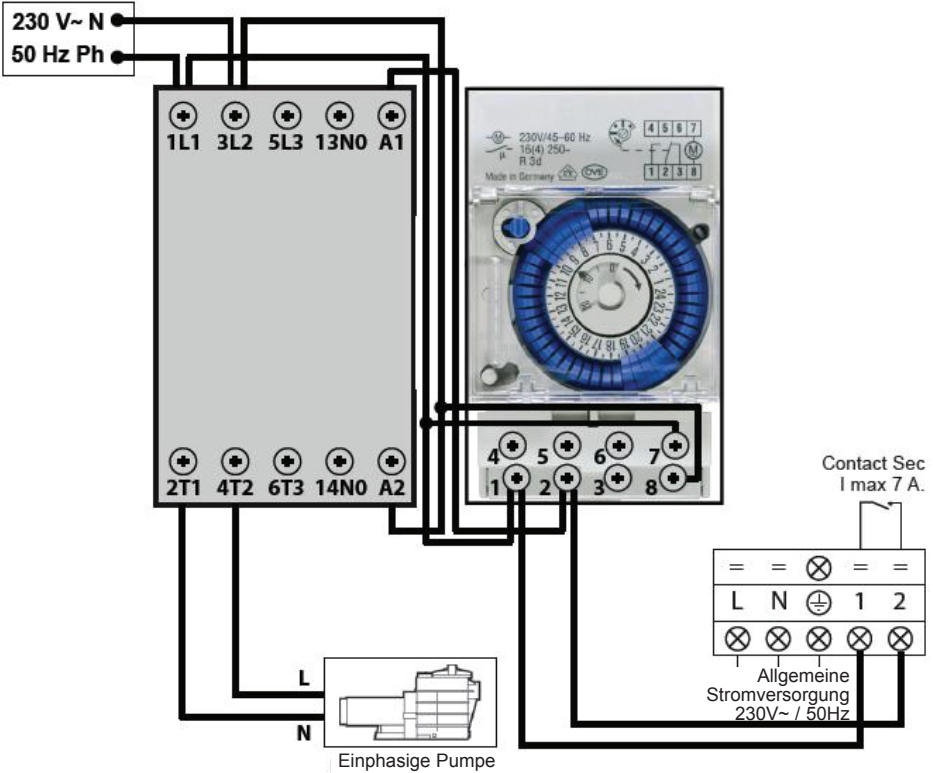 230 V~ N
50 Hz Ph
1L1 3L2 5L3 13N0 A1
230V/45–60 Hz
16(4) 250~
R 3d
Made in Germany
4 5 6 7
M
1 2 3 8
2T1 4T2 6T3 14N0 A2
4 5 6 7
1 2 3 8
Contact Sec
I max 7 A.
L N 1 2
Allgemeine
Stromversorgung
230V~ / 50Hz
L
N
Einphasige Pumpe